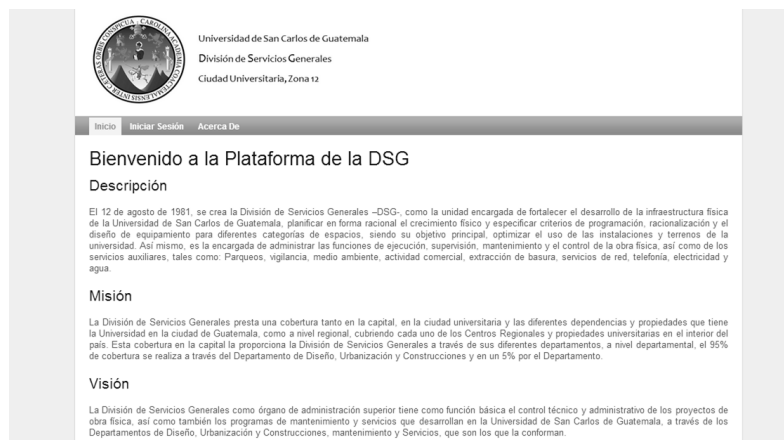 CONSPICUA CAROLINA ACADEMIA COACTEMALENSIS INTER CAETERAS ORBIS
Universidad de San Carlos de Guatemala
División de Servicios Generales
Ciudad Universitaria, Zona 12
Inicio Iniciar Sesión Acerca De
Bienvenido a la Plataforma de la DSG
Descripción
El 12 de agosto de 1981, se crea la División de Servicios Generales –DSG-, como la unidad encargada de fortalecer el desarrollo de la infraestructura física
de la Universidad de San Carlos de Guatemala, planificar en forma racional el crecimiento físico y especificar criterios de programación, racionalización y el
diseño de equipamiento para diferentes categorías de espacios, siendo su objetivo principal, optimizar el uso de las instalaciones y terrenos de la
universidad. Así mismo, es la encargada de administrar las funciones de ejecución, supervisión, mantenimiento y el control de la obra física, así como de los
servicios auxiliares, tales como: Parqueos, vigilancia, medio ambiente, actividad comercial, extracción de basura, servicios de red, telefonía, electricidad y
agua.
Misión
La División de Servicios Generales presta una cobertura tanto en la capital, en la ciudad universitaria y las diferentes dependencias y propiedades que tiene
la Universidad en la ciudad de Guatemala, como a nivel regional, cubriendo cada uno de los Centros Regionales y propiedades universitarias en el interior del
país. Esta cobertura en la capital la proporciona la División de Servicios Generales a través de sus diferentes departamentos, a nivel departamental, el 95%
de cobertura se realiza a través del Departamento de Diseño, Urbanización y Construcciones y en un 5% por el Departamento.
Visión
La División de Servicios Generales como órgano de administración superior tiene como función básica el control técnico y administrativo de los proyectos de
obra física, así como también los programas de mantenimiento y servicios que desarrollan en la Universidad de San Carlos de Guatemala, a través de los
Departamentos de Diseño, Urbanización y Construcciones, mantenimiento y Servicios, que son los que la conforman.